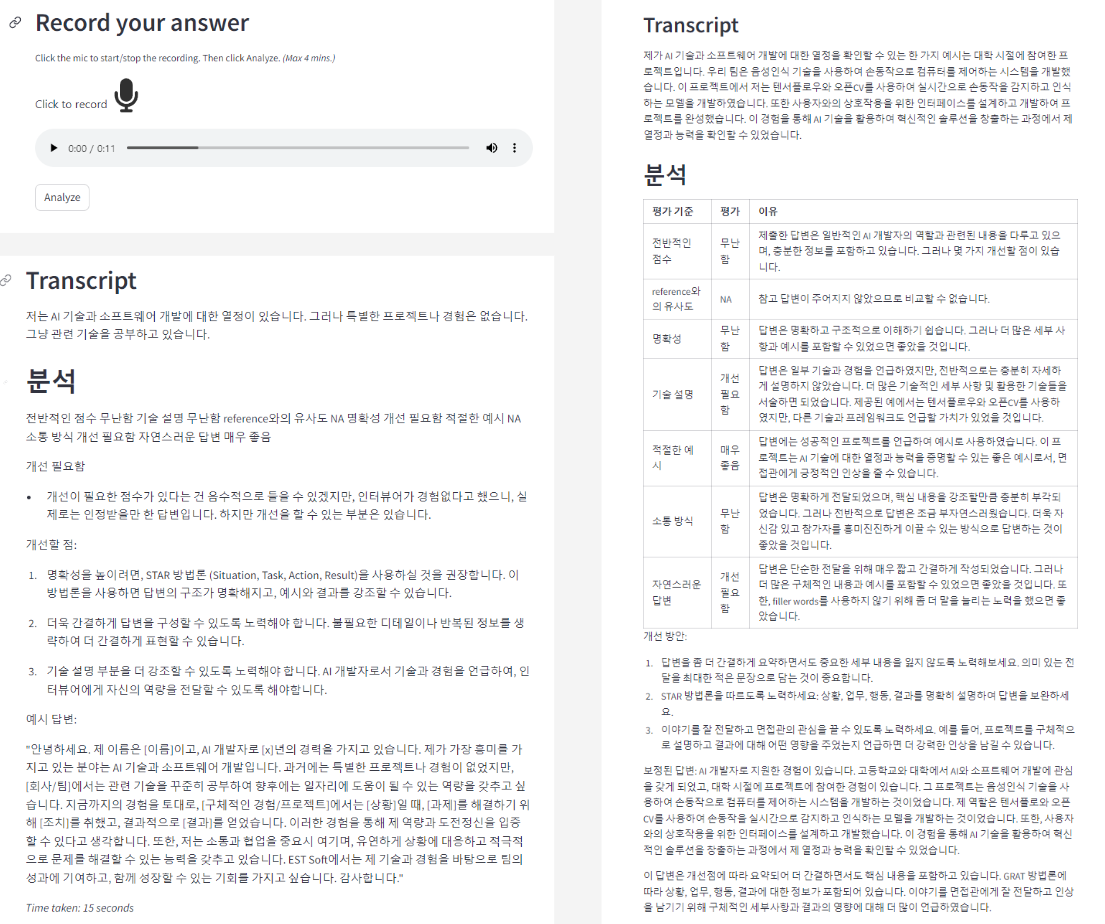 Record your answer
Click the mic to start/stop the recording. Then click Analyze. (Max 4 mins.)
Click to record
0:00 / 0:11
Analyze
Transcript
저는 AI 기술과 소프트웨어 개발에 대한 열정이 있습니다. 그러나 특별한 프로젝트나 경험은 없습니다.
그냥 관련 기술을 공부하고 있습니다.
분석
전반적인 점수 무난함 기술 설명 무난함 reference와의 유사도 NA 명확성 개선 필요함 적절한 예시 NA
소통 방식 개선 필요함 자연스러운 답변 매우 좋음
개선 필요함
• 개선이 필요한 점수가 있다는 건 음수적으로 들을 수 있겠지만, 인터뷰어가 경험없다고 했으니, 실
제로는 인정받을만 한 답변입니다. 하지만 개선을 할 수 있는 부분은 있습니다.
개선할 점:
1. 명확성을 높이려면, STAR 방법론 (Situation, Task, Action, Result)을 사용하실 것을 권장합니다. 이
방법론을 사용하면 답변의 구조가 명확해지고, 예시와 결과를 강조할 수 있습니다.
2. 더욱 간결하게 답변을 구성할 수 있도록 노력해야 합니다. 불필요한 디테일이나 반복된 정보를 생
략하여 더 간결하게 표현할 수 있습니다.
3. 기술 설명 부분을 더 강조할 수 있도록 노력해야 합니다. AI 개발자로서 기술과 경험을 언급하여, 인
터뷰어에게 자신의 역량을 전달할 수 있도록 해야합니다.
예시 답변:
"안녕하세요. 제 이름은 [이름]이고, AI 개발자로 [x]년의 경력을 가지고 있습니다. 제가 가장 흥미를 가
지고 있는 분야는 AI 기술과 소프트웨어 개발입니다. 과거에는 특별한 프로젝트나 경험이 없었지만,
[회사/팀]에서는 관련 기술을 꾸준히 공부하여 향후에는 일자리에 도움이 될 수 있는 역량을 갖추고 싶
습니다. 지금까지의 경험을 토대로, [구체적인 경험/프로젝트]에서는 [상황]일 때, [과제]를 해결하기 위
해 [조치]를 취했고, 결과적으로 [결과]를 얻었습니다. 이러한 경험을 통해 제 역량과 도전정신을 입증
할 수 있다고 생각합니다. 또한, 저는 소통과 협업을 중요시 여기며, 유연하게 상황에 대응하고 적극적
으로 문제를 해결할 수 있는 능력을 갖추고 있습니다. EST Soft에서는 제 기술과 경험을 바탕으로 팀의
성과에 기여하고, 함께 성장할 수 있는 기회를 가지고 싶습니다. 감사합니다."
Time taken: 15 seconds
Transcript
제가 AI 기술과 소프트웨어 개발에 대한 열정을 확인할 수 있는 한 가지 예시는 대학 시절에 참여한 프
로젝트입니다. 우리 팀은 음성인식 기술을 사용하여 손동작으로 컴퓨터를 제어하는 시스템을 개발했
습니다. 이 프로젝트에서 저는 텐서플로우와 오픈CV를 사용하여 실시간으로 손동작을 감지하고 인식
하는 모델을 개발하였습니다. 또한 사용자와의 상호작용을 위한 인터페이스를 설계하고 개발하여 프
로젝트를 완성했습니다. 이 경험을 통해 AI 기술을 활용하여 혁신적인 솔루션을 창출하는 과정에서 제
열정과 능력을 확인할 수 있었습니다.
분석
평가 기준 평가 이유
전반적인 점수 무난함 제출한 답변은 일반적인 AI 개발자의 역할과 관련된 내용을 다루고 있으
며, 충분한 정보를 포함하고 있습니다. 그러나 몇 가지 개선할 점이 있습
니다.
reference와의 유사도 NA 참고 답변이 주어지지 않았으므로 비교할 수 없습니다.
명확성 무난함 답변은 명확하고 구조적으로 이해하기 쉽습니다. 그러나 더 많은 세부 사
항과 예시를 포함할 수 있었으면 좋았을 것입니다.
기술 설명 개선 필요함 답변은 일부 기술과 경험을 언급하였지만, 전반적으로는 충분히 자세하
게 설명하지 않았습니다. 더 많은 기술적인 세부 사항 및 활용한 기술들을
서술하면 되었습니다. 제공된 예에서는 텐서플로우와 오픈CV를 사용하
였지만, 다른 기술과 프레임워크도 언급할 가치가 있었을 것입니다.
적절한 예시 매우 좋음 답변에는 성공적인 프로젝트를 언급하여 예시로 사용하였습니다. 이 프
로젝트는 AI 기술에 대한 열정과 능력을 증명할 수 있는 좋은 예시로서, 면
접관에게 긍정적인 인상을 줄 수 있습니다.
소통 방식 무난함 답변은 명확하게 전달되었으며, 핵심 내용을 강조할만큼 충분히 부각되
었습니다. 그러나 전반적으로 답변은 조금 부자연스러웠습니다. 더욱 자
신감 있고 참가자를 흥미진진하게 이끌 수 있는 방식으로 답변하는 것이
좋았을 것입니다.
자연스러운 답변 개선 필요함 답변은 단순한 전달을 위해 매우 짧고 간결하게 작성되었습니다. 그러나
더 많은 구체적인 내용과 예시를 포함할 수 있었으면 좋았을 것입니다. 또
한, filler words를 사용하지 않기 위해 좀 더 말을 늘리는 노력을 했으면 좋
았습니다.
개선 방안:
1. 답변을 좀 더 간결하게 요약하면서도 중요한 세부 내용을 잃지 않도록 노력해보세요. 의미 있는 전
달을 최대한 적은 문장으로 담는 것이 중요합니다.
2. STAR 방법론을 따르도록 노력하세요: 상황, 업무, 행동, 결과를 명확히 설명하여 답변을 보완하세
요.
3. 이야기를 잘 전달하고 면접관의 관심을 끌 수 있도록 노력하세요. 예를 들어, 프로젝트를 구체적으
로 설명하고 결과에 대해 어떤 영향을 주었는지 언급하면 더 강력한 인상을 남길 수 있습니다.
보정된 답변: AI 개발자로 지원한 경험이 있습니다. 고등학교와 대학에서 AI와 소프트웨어 개발에 관심
을 갖게 되었고, 대학 시절에 프로젝트에 참여한 경험이 있습니다. 그 프로젝트는 음성인식 기술을 사
용하여 손동작으로 컴퓨터를 제어하는 시스템을 개발하는 것이었습니다. 제 역할은 텐서플로우와 오픈
CV를 사용하여 손동작을 실시간으로 감지하고 인식하는 모델을 개발하는 것이었습니다. 또한, 사용자
와의 상호작용을 위한 인터페이스를 설계하고 개발했습니다. 이 경험을 통해 AI 기술을 활용하여 혁신
적인 솔루션을 창출하는 과정에서 제 열정과 능력을 확인할 수 있었습니다.
이 답변은 개선점에 따라 요약되어 더 간결하면서도 핵심 내용을 포함하고 있습니다. GRAT 방법론에
따라 상황, 업무, 행동, 결과에 대한 정보가 포함되어 있습니다. 이야기를 면접관에게 잘 전달하고 인상
을 남기기 위해 구체적인 세부사항과 결과의 영향에 대해 더 많이 언급하였습니다.